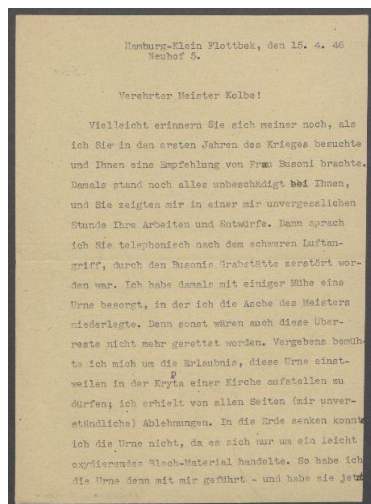 Hamburg-Klein Flottbek, den 15. 4. 46
Neuhof 5.
Verehrter Meister Kolbe!
Vielleicht erinnern Sie sich meiner noch, als
ich Sie in den ersten Jahren des Krieges besuchte
und Ihnen eine Empfehlung von Frau Busoni brachte.
Damals stand noch alles unbeschädigt bei Ihnen,
und Sie zeigten mir in einer mir unvergesslichen
Stunde Ihre Arbeiten und Entwürfe. Dann sprach
ich Sie telephonisch nach dem schweren Luftan-
griff, durch den Busonis Grabstätte zerstört wor-
den war. Ich habe damals mit einiger Mühe eine
Urne besorgt, in der ich die Asche des Meisters
niederlegte. Denn sonst wären auch diese Über-
reste nicht mehr gerettet worden. Vergebens bemüh-
te ich mich um die Erlaubnis, diese Urne einst-
weilen in der Krypta einer Kirche aufstellen zu
dürfen; ich erhielt von allen Seiten (mir unver-
ständliche) Ablehnungen. In die Erde senken konnte
ich die Urne nicht, da es sich nur um ein leicht
oxydierendes Blech-Material handelte. So habe ich
die Urne denn mit mir geführt - und habe sie jetzt